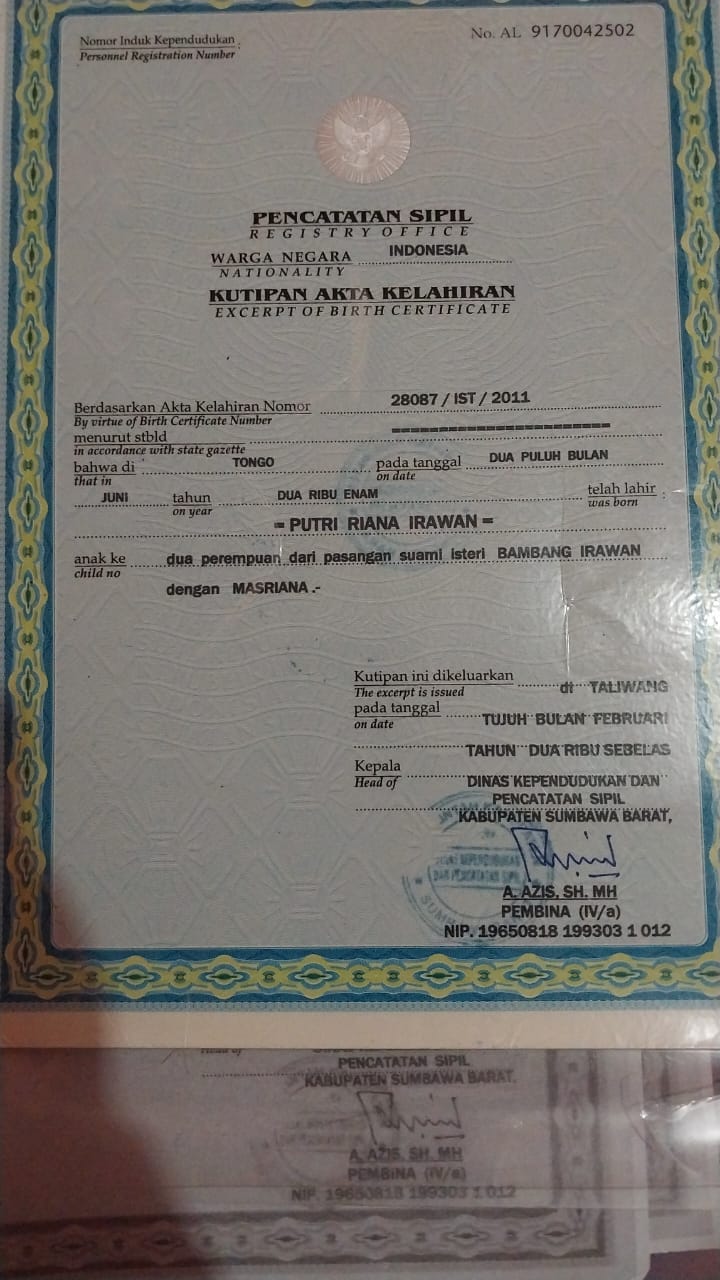 Nomor Induk Kependudukan :
Personnel Registration Number
No. AL 9170042502
PENCATATAN SIPIL
REGISTRY OFFICE
WARGA NEGARA INDONESIA
NATIONALITY
KUTIPAN AKTA KELAHIRAN
EXCERPT OF BIRTH CERTIFICATE
Berdasarkan Akta Kelahiran Nomor 28087 / IST / 2011
By virtue of Birth Certificate Number
menurut stbld
in accordance with state gazette
bahwa di TONGO pada tanggal DUA PULUH BULAN
that in on date
JUNI tahun DUA RIBU ENAM telah lahir :
on year was born
= PUTRI RIANA IRAWAN =
anak ke dua perempuan dari pasangan suami isteri BAMBANG IRAWAN
child no
dengan MASRIANA .-
Kutipan ini dikeluarkan di TALIWANG
The excerpt is issued
pada tanggal TUJUH BULAN FEBRUARI
on date
TAHUN DUA RIBU SEBELAS
Kepala DINAS KEPENDUDUKAN DAN
Head of
PENCATATAN SIPIL
KABUPATEN SUMBAWA BARAT,
A. AZIS, SH. MH
PEMBINA (IV/a)
NIP. 19650818 199303 1 012
Head of
PENCATATAN SIPIL
KABUPATEN SUMBAWA BARAT,
A. AZIS, SH. MH
PEMBINA (IV/a)
NIP. 19650818 199303 1 012